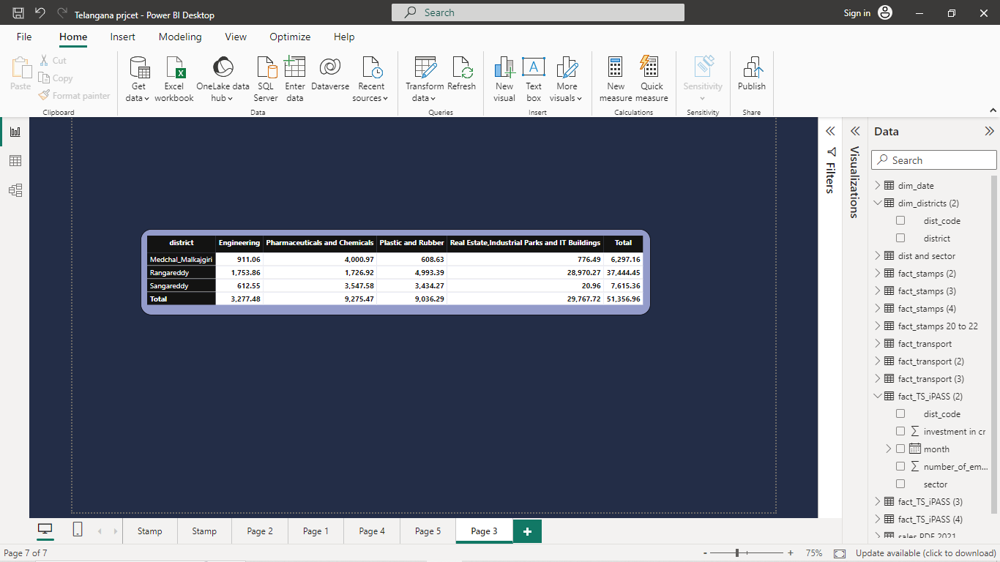 Telangana prjcet - Power BI Desktop
Search
Sign in
File Home Insert Modeling View Optimize Help
Paste
Cut
Copy
Format painter
Clipboard
Get data
Excel workbook
OneLake data hub
SQL Server
Enter data
Dataverse
Recent sources
Data
Transform data
Refresh
Queries
New visual
Text box
More visuals
Insert
New measure
Quick measure
Calculations
Sensitivity
Sensitivity
Publish
Share
district Engineering Pharmaceuticals and Chemicals Plastic and Rubber Real Estate,Industrial Parks and IT Buildings Total
Medchal_Malkajgiri 911.06 4,000.97 608.63 776.49 6,297.16
Rangareddy 1,753.86 1,726.92 4,993.39 28,970.27 37,444.45
Sangareddy 612.55 3,547.58 3,434.27 20.96 7,615.36
Total 3,277.48 9,275.47 9,036.29 29,767.72 51,356.96
Filters
Visualizations
Data
Search
dim_date
dim_districts (2)
dist_code
district
dist and sector
fact_stamps (2)
fact_stamps (3)
fact_stamps (4)
fact_stamps 20 to 22
fact_transport
fact_transport (2)
fact_transport (3)
fact_TS_iPASS (2)
dist_code
investment in cr
month
number_of_em...
sector
fact_TS_iPASS (3)
fact_TS_iPASS (4)
sales PDF 2021
Stamp Stamp Page 2 Page 1 Page 4 Page 5 Page 3 +
Page 7 of 7
- + 75% Update available (click to download)